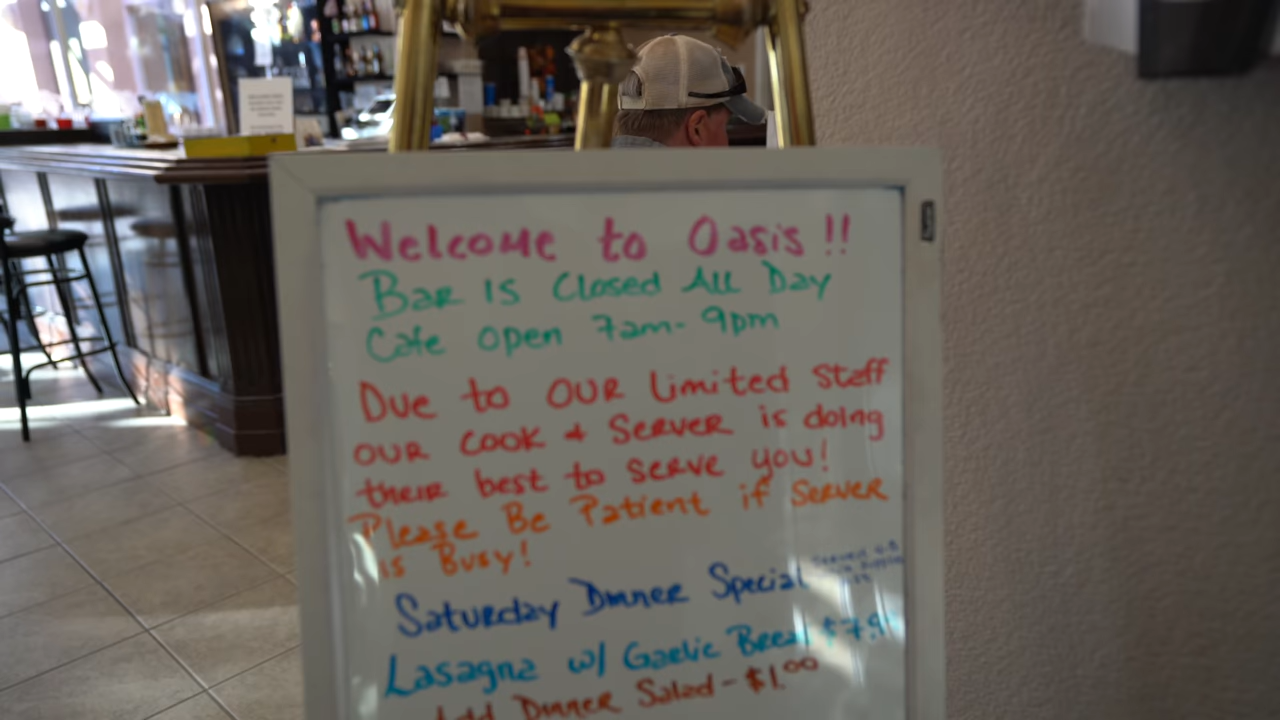 Welcome to Oasis !!
Bar is Closed All Day
Cafe open 7am - 9pm
Due to our limited staff
our cook & server is doing
their best to serve you!
Please Be Patient if server
is Busy!
Saturday Dinner Special
Lasagna w/ Garlic Bread
Add Dinner Salad - $1.00